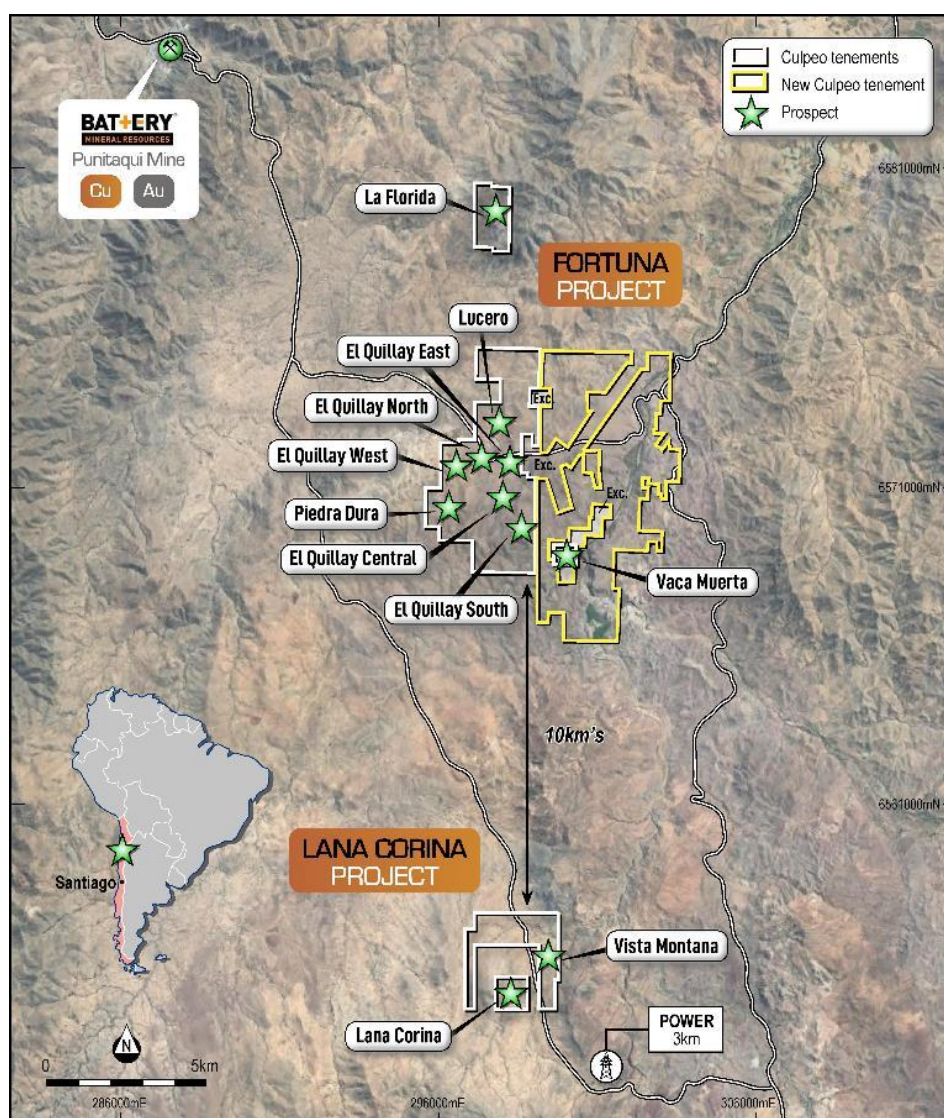 Culpeo tenements
New Culpeo tenement
Prospect
BATTERY
MINERAL RESOURCES
Punitaqui Mine
Cu
Au
6581000mN
La Florida
FORTUNA
PROJECT
Lucero
El Quillay East
El Quillay North
El Quillay West
Piedra Dura
El Quillay Central
El Quillay South
Exc.
Exc.
Exc.
6571000mN
Vaca Muerta
10km's
6561000mN
LANA CORINA
PROJECT
Santiago
Vista Montana
Lana Corina
POWER
3km
N
0
5km
286000mE
296000mE
306000mE